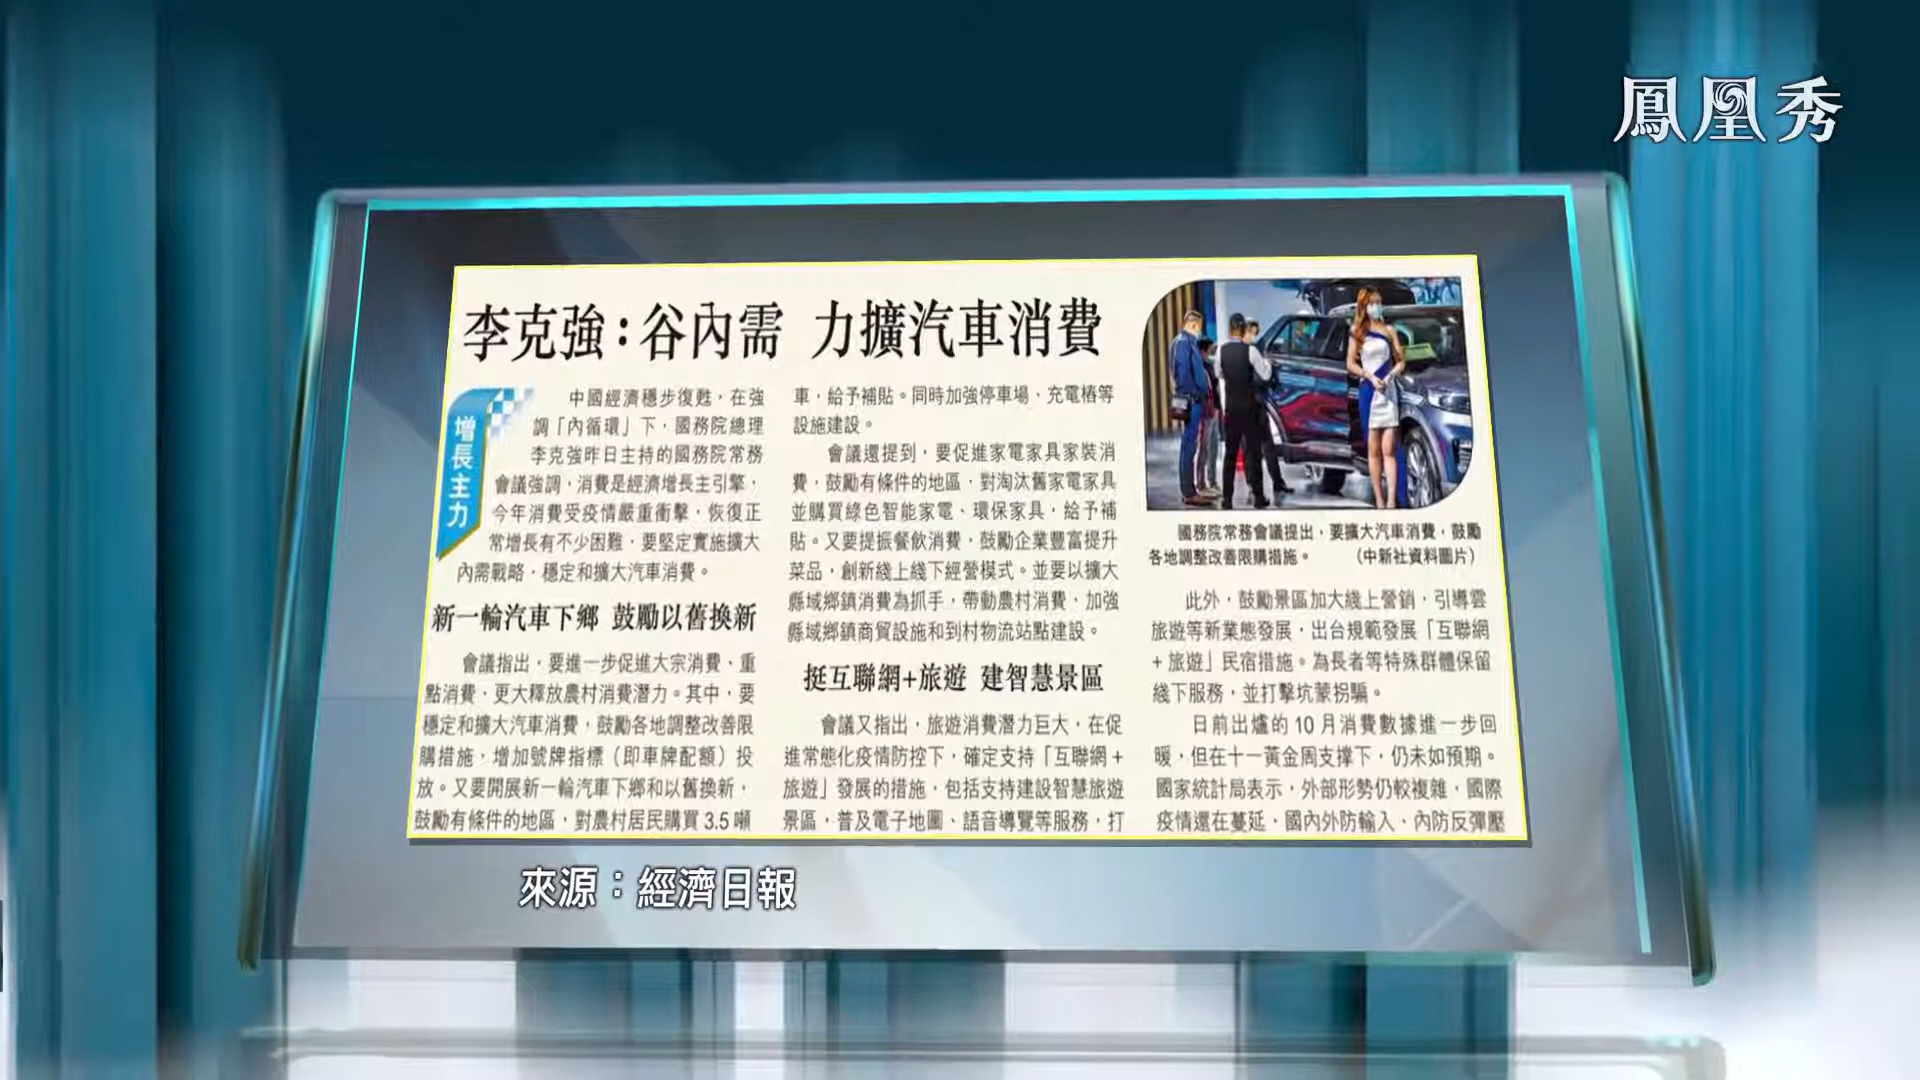 鳳凰秀
李克強：谷內需 力擴汽車消費
增長主力
中國經濟穩步復甦，在強
調「內循環」下，國務院總理
李克強昨日主持的國務院常務
會議強調，消費是經濟增長主引擎，
今年消費受疫情嚴重衝擊，恢復正
常增長有不少困難，要堅定實施擴大
內需戰略，穩定和擴大汽車消費。
新一輪汽車下鄉 鼓勵以舊換新
會議指出，要進一步促進大宗消費、重
點消費，更大釋放農村消費潛力。其中，要
穩定和擴大汽車消費，鼓勵各地調整改善限
購措施，增加號牌指標（即車牌配額）投
放。又要開展新一輪汽車下鄉和以舊換新，
鼓勵有條件的地區，對農村居民購買 3.5 噸
車，給予補貼。同時加強停車場、充電樁等
設施建設。
會議還提到，要促進家電家具家裝消
費，鼓勵有條件的地區，對淘汰舊家電家具
並購買綠色智能家電、環保家具，給予補
貼。又要提振餐飲消費，鼓勵企業豐富提升
菜品，創新綫上綫下經營模式。並要以擴大
縣域鄉鎮消費為抓手，帶動農村消費，加強
縣域鄉鎮商貿設施和到村物流站點建設。
挺互聯網+旅遊 建智慧景區
會議又指出，旅遊消費潛力巨大，在促
進常態化疫情防控下，確定支持「互聯網 +
旅遊」發展的措施，包括支持建設智慧旅遊
景區，普及電子地圖、語音導覽等服務，打
國務院常務會議提出，要擴大汽車消費，鼓勵
各地調整改善限購措施。 （中新社資料圖片）
此外，鼓勵景區加大綫上營銷，引導雲
旅遊等新業態發展，出台規範發展「互聯網
+ 旅遊」民宿措施。為長者等特殊群體保留
綫下服務，並打擊坑蒙拐騙。
日前出爐的 10 月消費數據進一步回
暖，但在十一黃金周支撐下，仍未如預期。
國家統計局表示，外部形勢仍較複雜，國際
疫情還在蔓延，國內外防輸入、內防反彈壓
來源：經濟日報